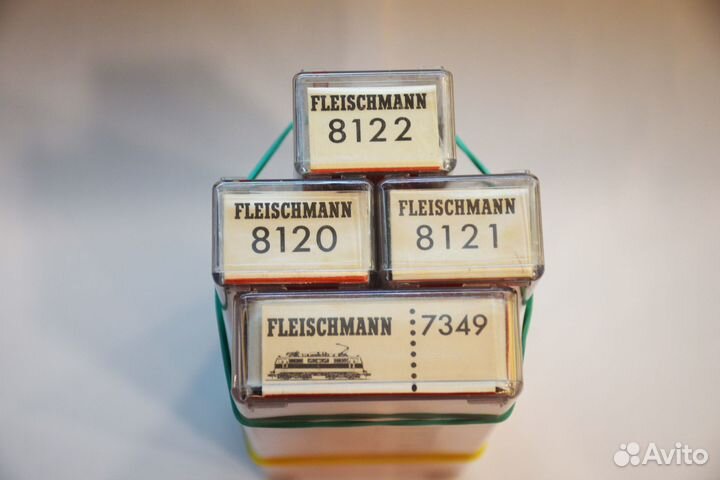 FLEISCHMANN
8122
FLEISCHMANN
8120
FLEISCHMANN
8121
FLEISCHMANN
7349
Avito